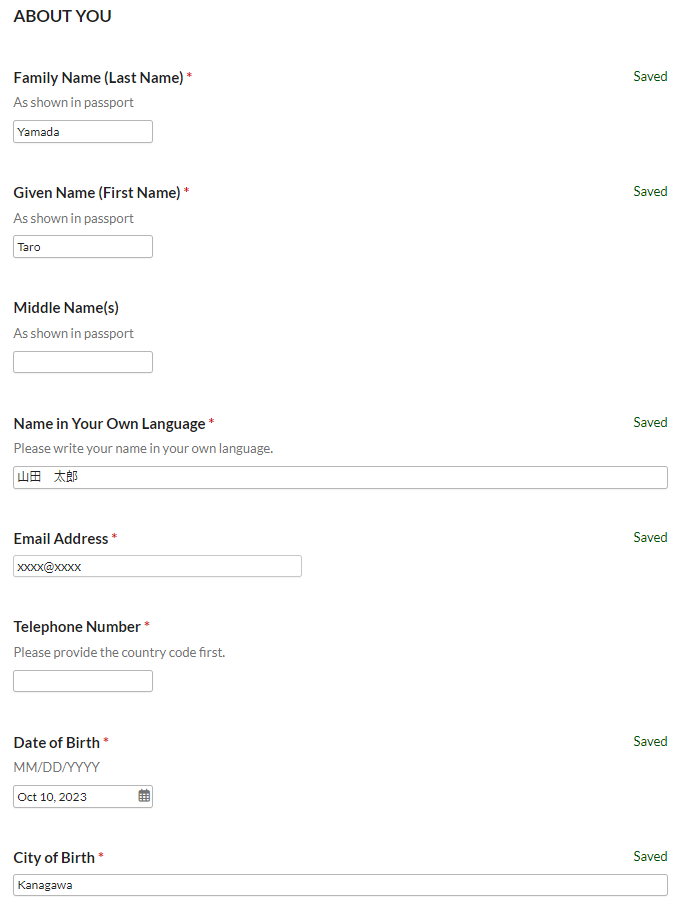 ABOUT YOU
Family Name (Last Name) * Saved
As shown in passport
Yamada
Given Name (First Name) * Saved
As shown in passport
Taro
Middle Name(s)
As shown in passport
Name in Your Own Language * Saved
Please write your name in your own language.
山田　太郎
Email Address * Saved
xxxx@xxxx
Telephone Number *
Please provide the country code first.
Date of Birth * Saved
MM/DD/YYYY
Oct 10, 2023
City of Birth * Saved
Kanagawa